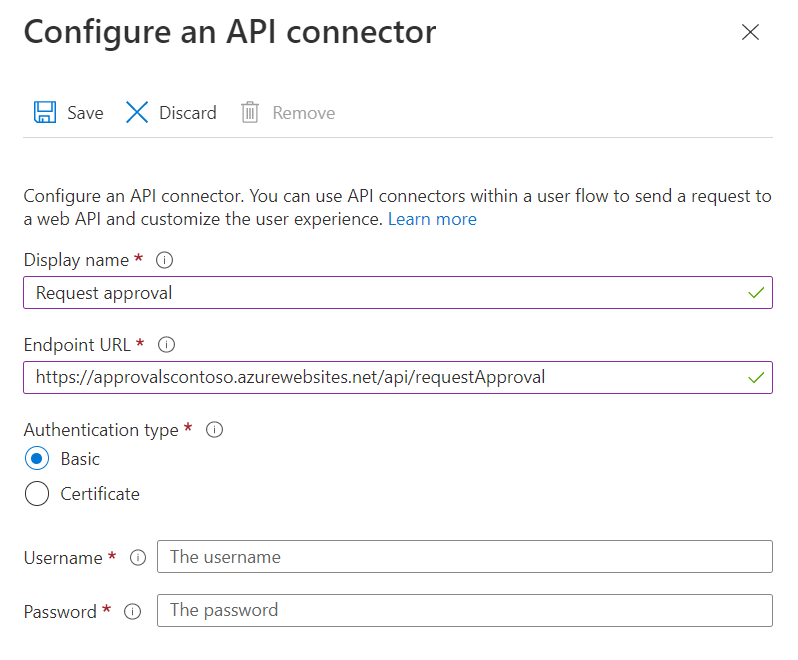 Configure an API connector
Save Discard Remove
Configure an API connector. You can use API connectors within a user flow to send a request to
a web API and customize the user experience. Learn more
Display name *
Request approval
Endpoint URL *
https://approvalscontoso.azurewebsites.net/api/requestApproval
Authentication type *
Basic
Certificate
Username * The username
Password * The password